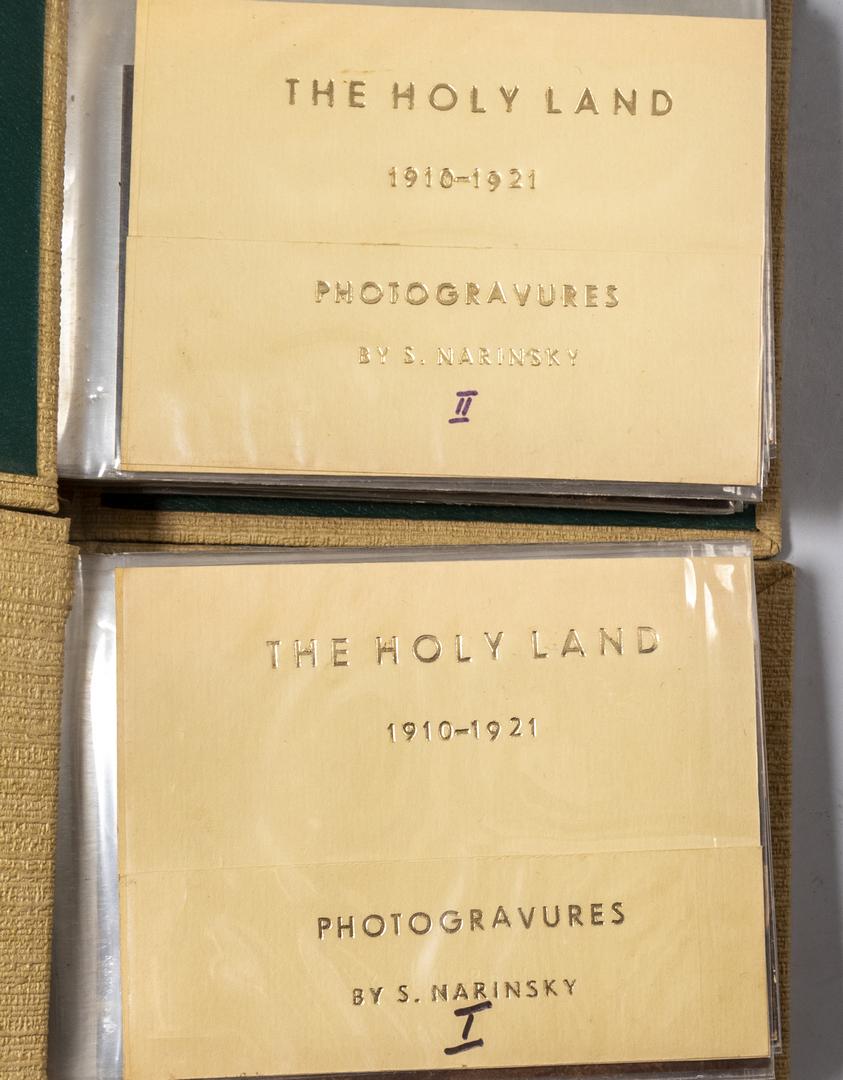 THE HOLY LAND
1910-1921
PHOTOGRAVURES
BY S. NARINSKY
II
THE HOLY LAND
1910-1921
PHOTOGRAVURES
BY S. NARINSKY
I